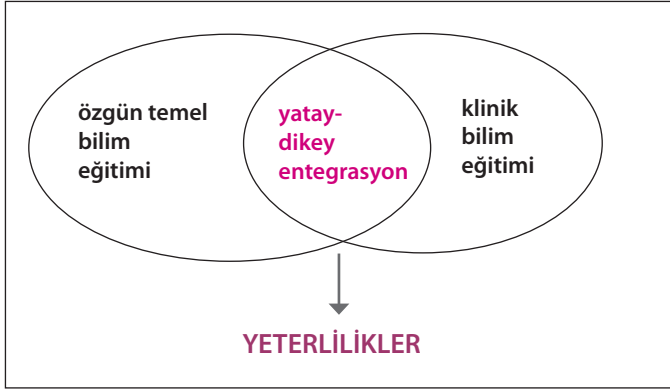 özgün temel
bilim
eğitimi
yatay-
dikey
entegrasyon
klinik
bilim
eğitimi
YETERLİLİKLER